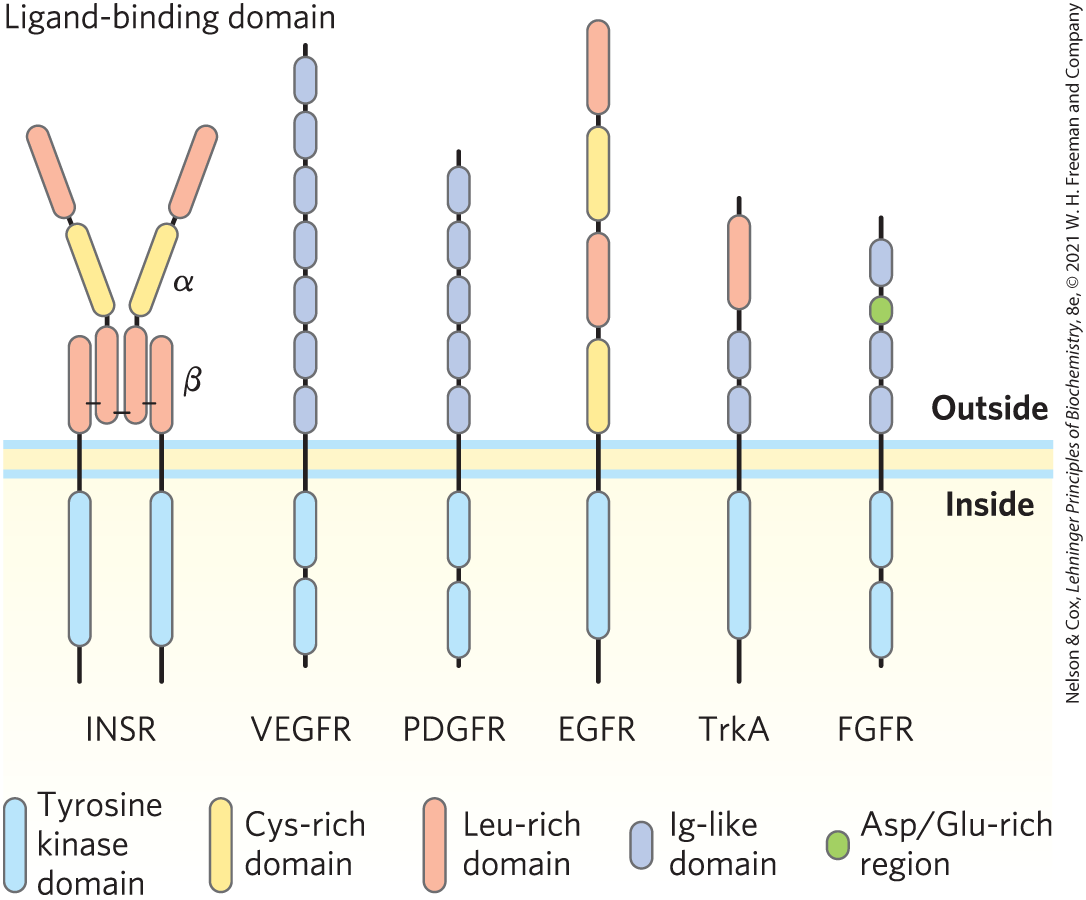 Ligand-binding domain
α
β
Outside
Inside
INSR
VEGFR
PDGFR
EGFR
TrkA
FGFR
Tyrosine
kinase
domain
Cys-rich
domain
Leu-rich
domain
Ig-like
domain
Asp/Glu-rich
region
Nelson & Cox, Lehninger Principles of Biochemistry, 8e, © 2021 W. H. Freeman and Company